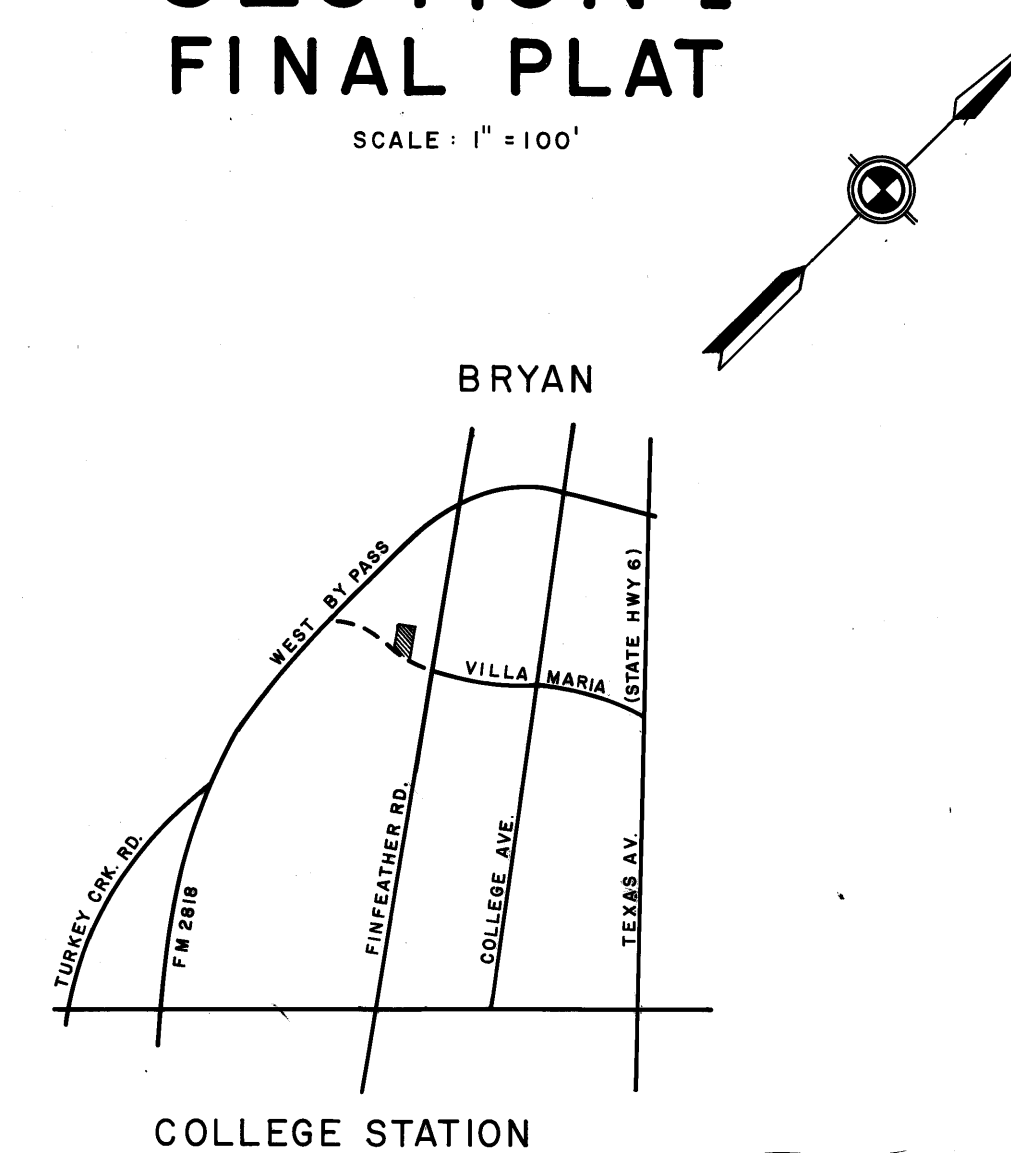 FINAL PLAT
SCALE : 1" = 100'
BRYAN
WEST BY PASS
(STATE HWY 6)
VILLA MARIA
TURKEY CRK. RD.
FM 2818
FINFEATHER RD.
COLLEGE AVE.
TEXAS AV.
COLLEGE STATION